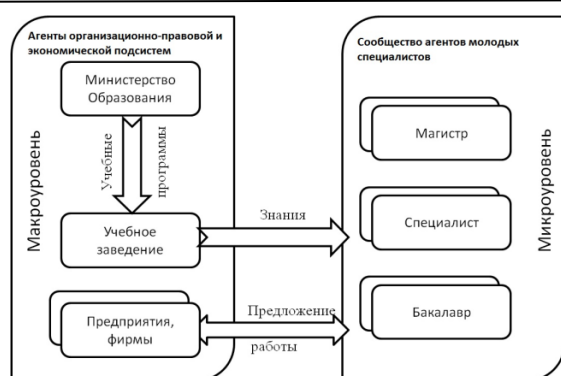 Агенты организационно-правовой и
экономической подсистем
Министерство
Образования
Учебные
программы
Макроуровень
Учебное
заведение
Предприятия,
фирмы
Знания
Предложение
работы
Сообщество агентов молодых
специалистов
Магистр
Специалист
Бакалавр
Микроуровень